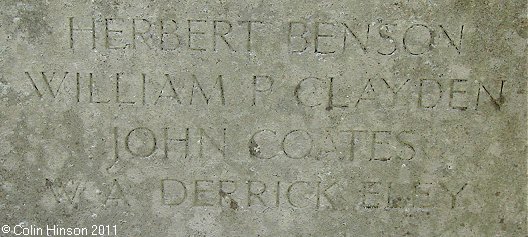 HERBERT BENSON
WILLIAM P CLAYDEN
JOHN COATES
W. A. DERRICK ELEY
© Colin Hinson 2011